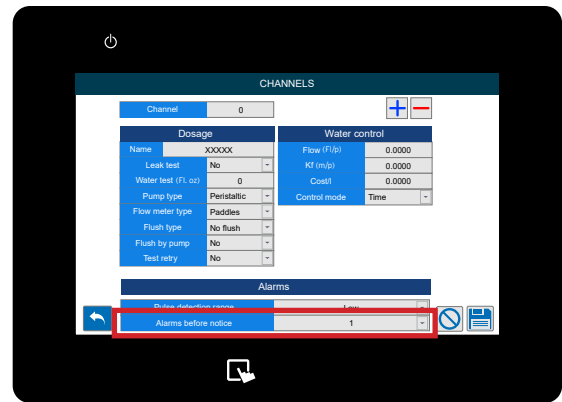 CHANNELS
Channel 0
Dosage
Name XXXXX
Leak test No
Water test (Fl. oz) 0
Pump type Peristaltic
Flow meter type Paddles
Flush type No flush
Flush by pump No
Test retry No
Water control
Flow (Fl/p) 0.0000
Kf (m/p) 0.0000
Cost/l 0.0000
Control mode Time
Alarms
Pulse detection range Low
Alarms before notice 1